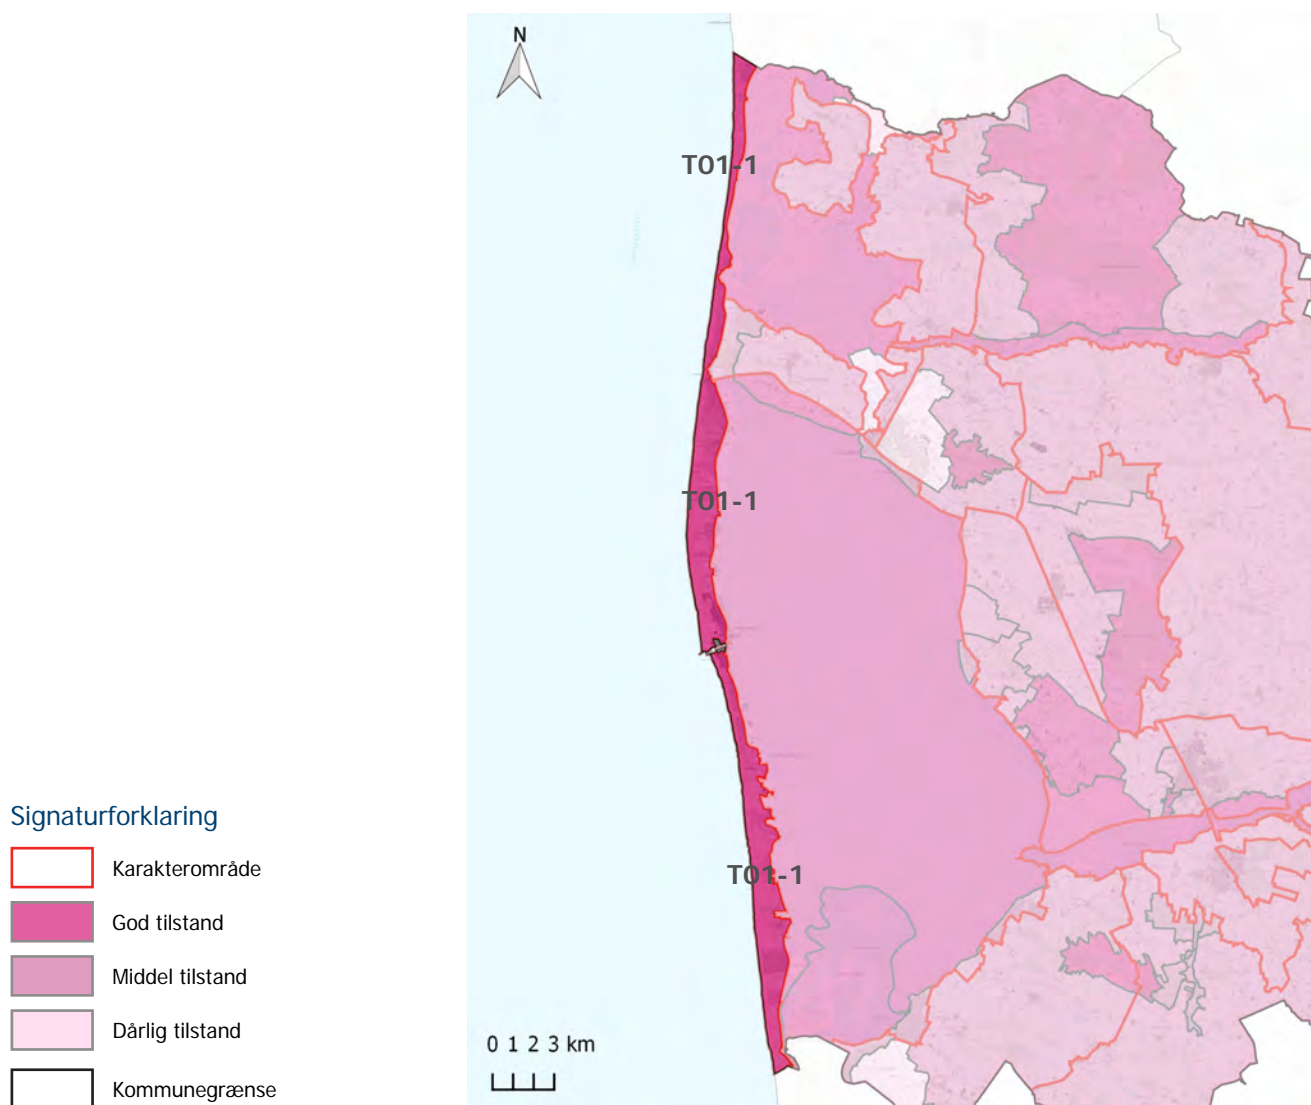 N
T01-1
T01-1
T01-1
Signaturforklaring
Karakterområde
God tilstand
Middel tilstand
Dårlig tilstand
Kommunegrænse
0 1 2 3 km